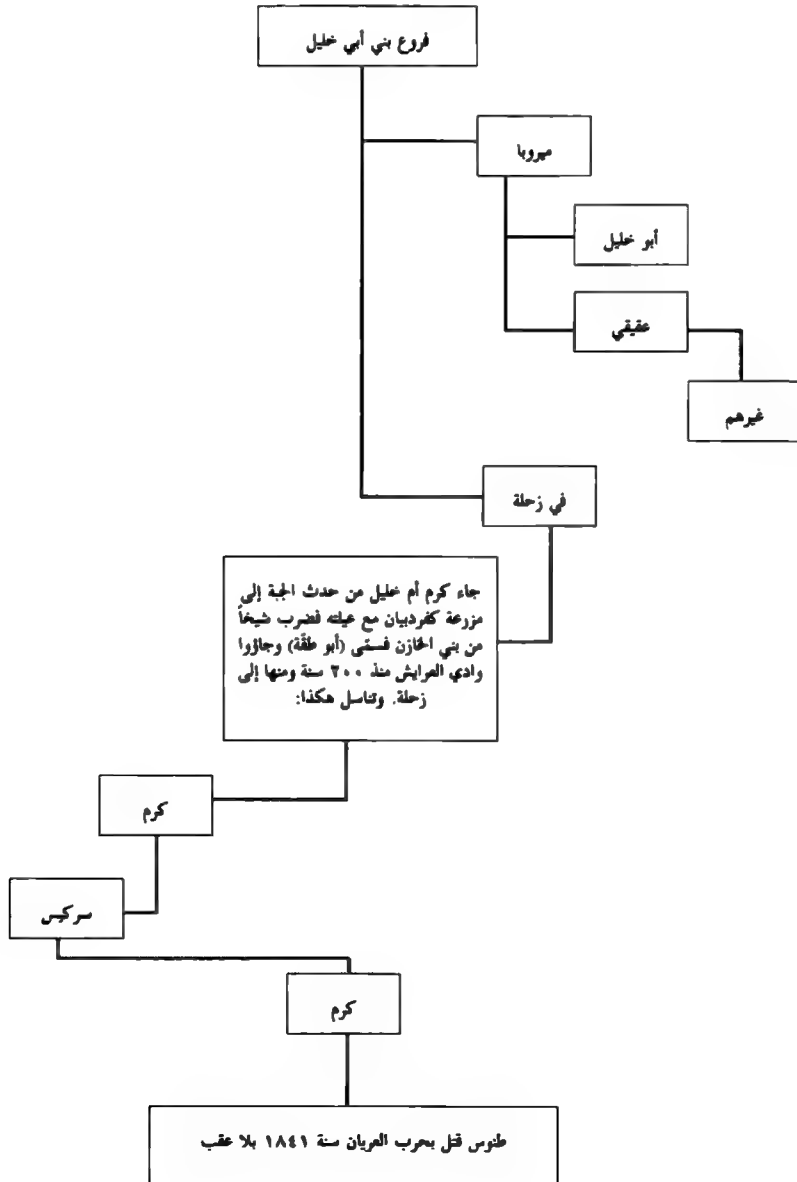 فروع بني أبي خليل
ميروبا
أبو خليل
عقيقي
غيرهم
في زحلة
جاء كرم أم خليل من حدث الجبة إلى
مزرعة كفردبيان مع عيلته فضرب شيخاً
من بني الخازن فسمّى (أبو طقّة) وجاؤوا
وادي العرايش منذ ٢٠٠ سنة ومنها إلى
زحلة. وتناسل هكذا:
كرم
سركيس
كرم
طنوس قتل بحرب العريان سنة ١٨٤١ بلا عقب